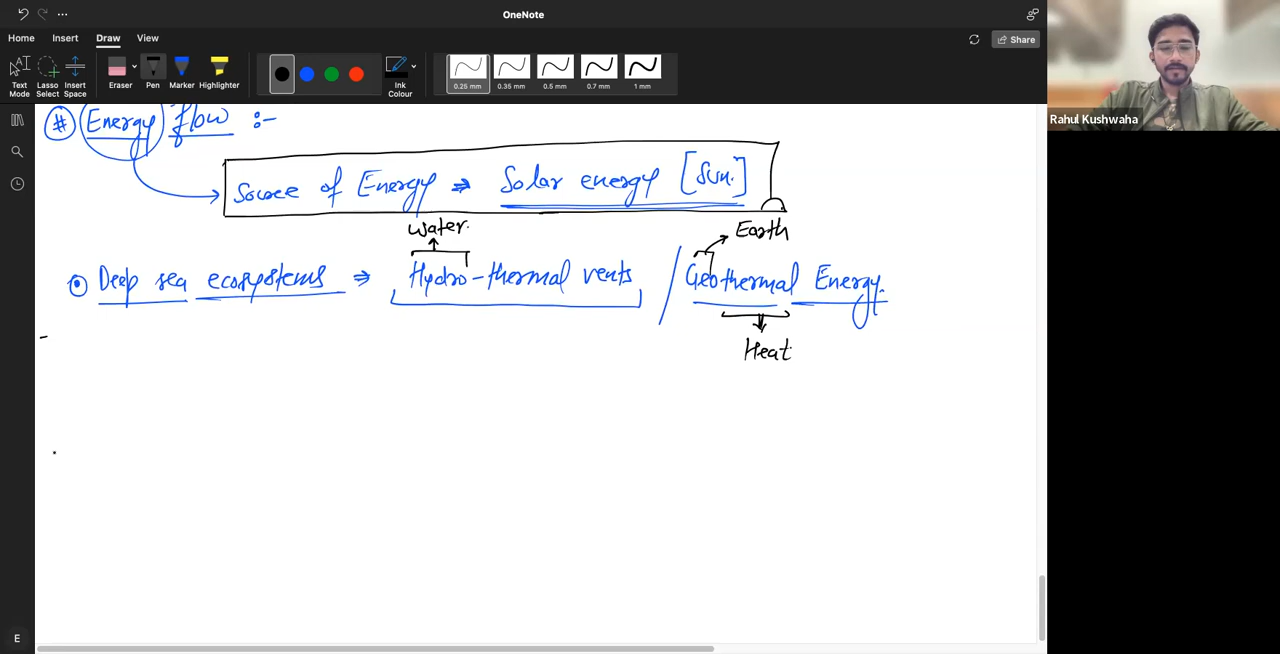 OneNote
Home Insert Draw View
Share
Text Mode
Lasso Select
Insert Space
Eraser
Pen
Marker
Highlighter
Ink Colour
0.25 mm
0.35 mm
0.5 mm
0.7 mm
1 mm
Rahul Kushwaha
# Energy flow :-
Source of Energy ⇒ Solar energy [Sun.]
Water.
Earth
Deep sea ecosystems ⇒ Hydro-thermal vents / Geothermal Energy.
Heat
E